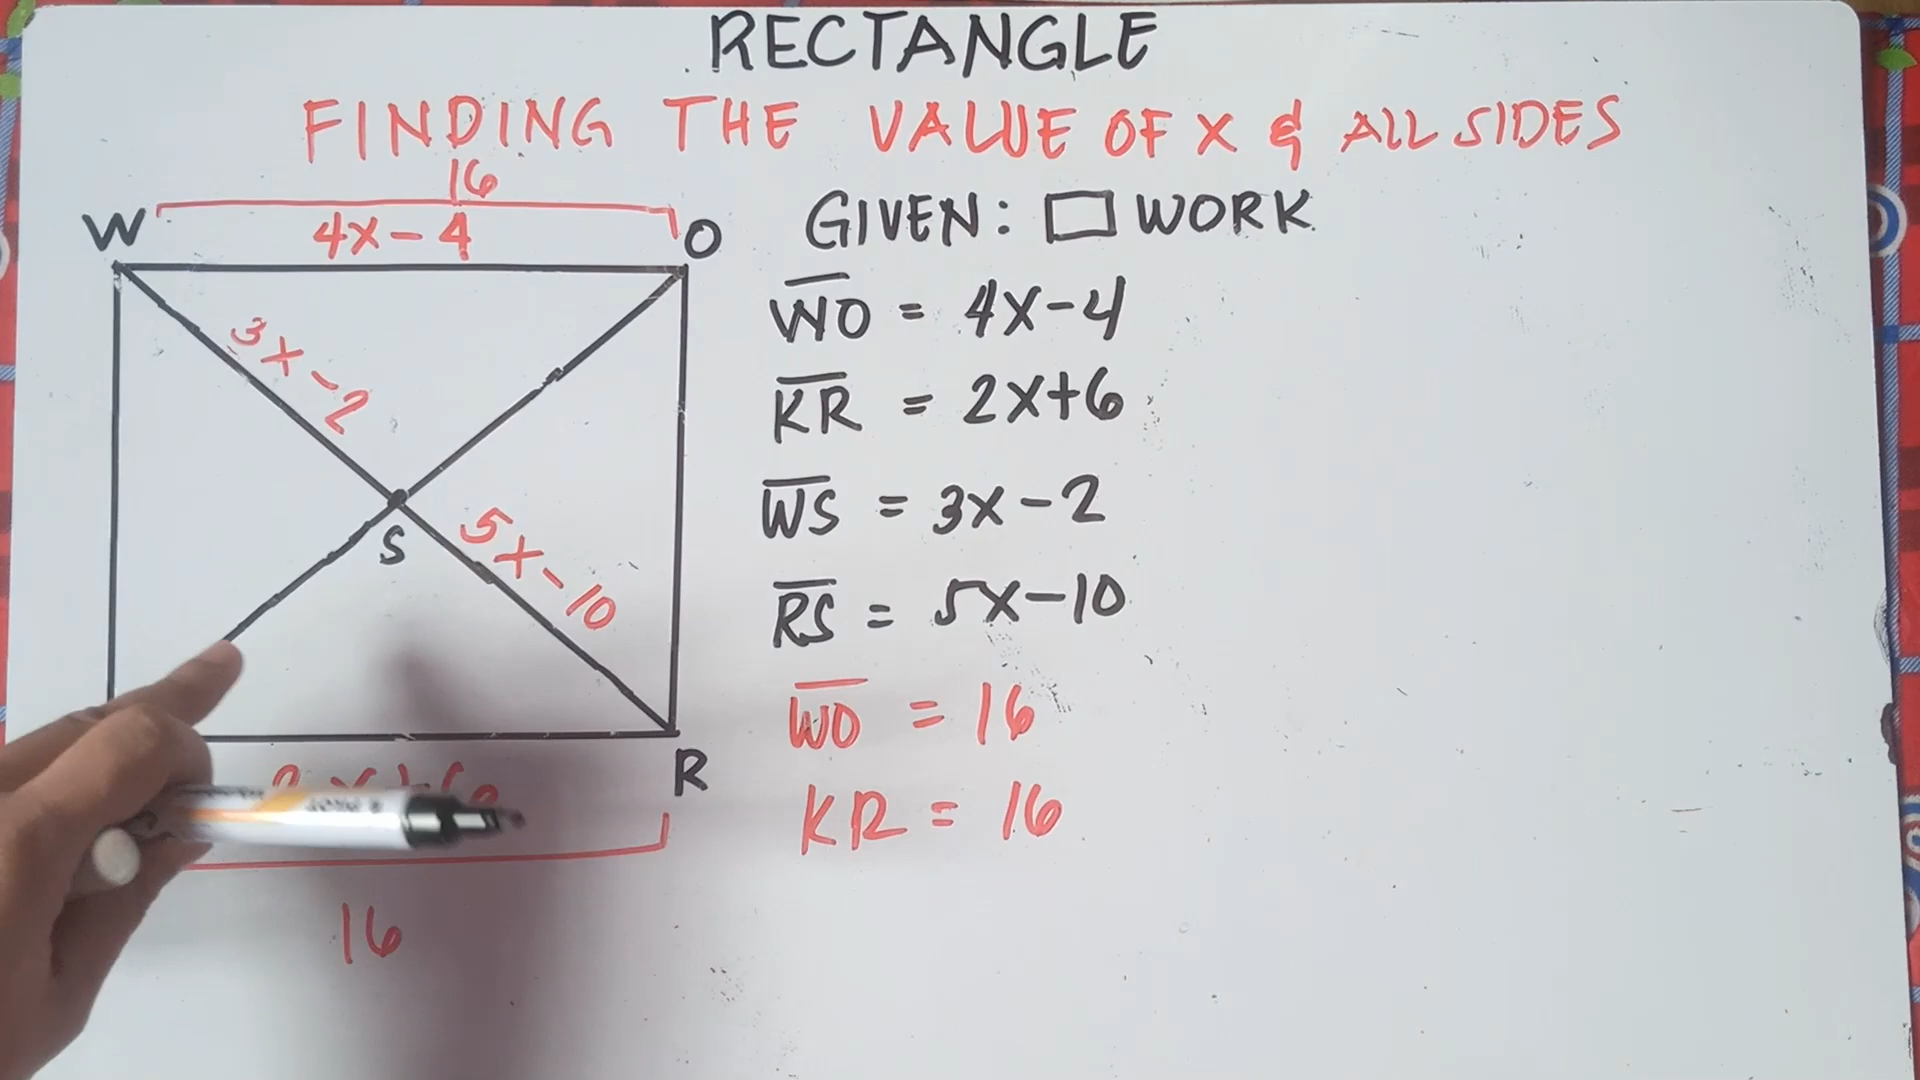 RECTANGLE
FINDING THE VALUE OF X & ALL SIDES
16
W
4x-4
O
GIVEN: ▭ WORK
WO = 4x-4
3x-2
KR = 2x+6
WS = 3x-2
S
5x-10
RS = 5x-10
WO = 16
R
KR = 16
16